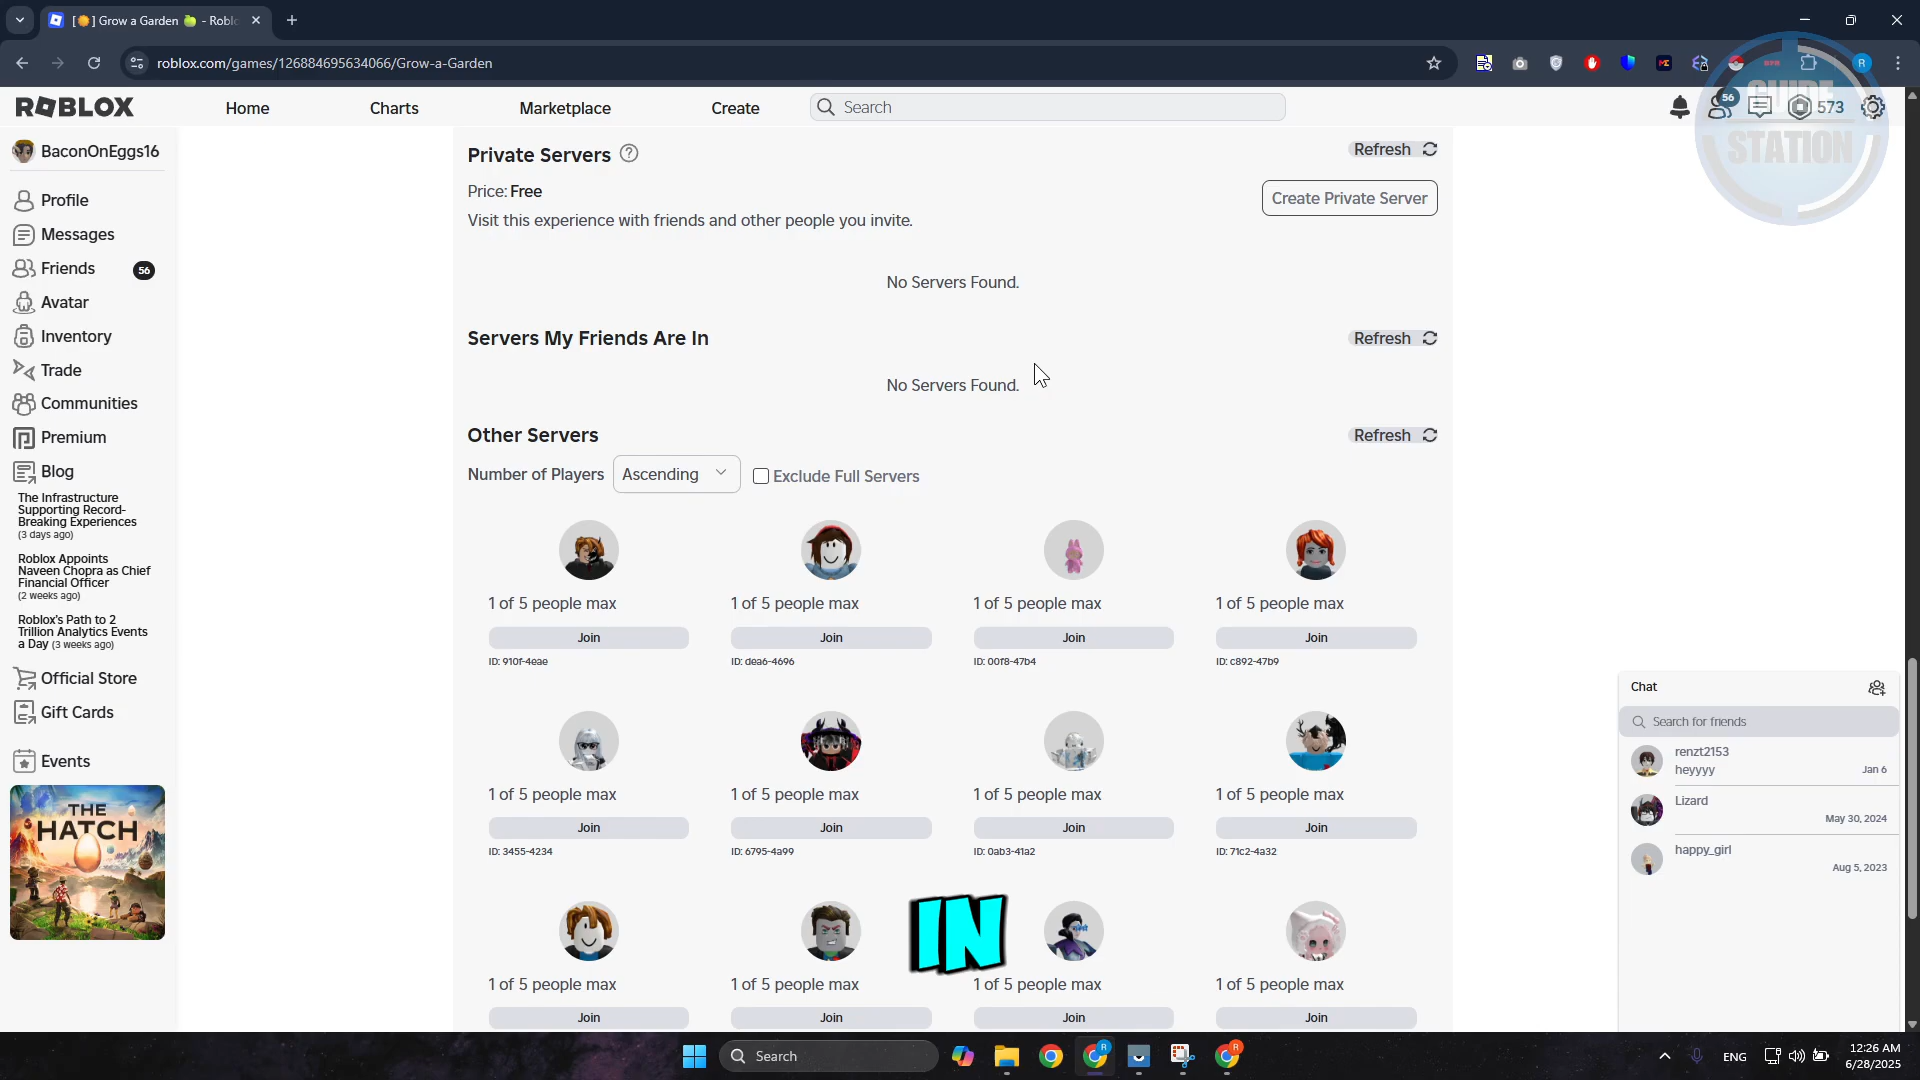 [☀️] Grow a Garden 🍏 - Roblo
roblox.com/games/126884695634066/Grow-a-Garden
ROBLOX
Home
Charts
Marketplace
Create
Search
56
573
GUIDE
STATION
BaconOnEggs16
Profile
Messages
Friends 56
Avatar
Inventory
Trade
Communities
Premium
Blog
The Infrastructure
Supporting Record-
Breaking Experiences
(3 days ago)
Roblox Appoints
Naveen Chopra as Chief
Financial Officer
(2 weeks ago)
Roblox's Path to 2
Trillion Analytics Events
a Day (3 weeks ago)
Official Store
Gift Cards
Events
THE
HATCH
Private Servers
Refresh
Price: Free
Create Private Server
Visit this experience with friends and other people you invite.
No Servers Found.
Servers My Friends Are In
Refresh
No Servers Found.
Other Servers
Refresh
Number of Players Ascending Exclude Full Servers
1 of 5 people max 1 of 5 people max 1 of 5 people max 1 of 5 people max
Join Join Join Join
ID: 910f-4eae ID: dea6-4696 ID: 00f8-47b4 ID: c892-47b9
1 of 5 people max 1 of 5 people max 1 of 5 people max 1 of 5 people max
Join Join Join Join
ID: 3455-4234 ID: 6795-4a99 ID: 0ab3-41a2 ID: 71c2-4a32
IN
1 of 5 people max 1 of 5 people max 1 of 5 people max 1 of 5 people max
Join Join Join Join
Chat
Search for friends
renzt2153
heyyyy Jan 6
Lizard
May 30, 2024
happy_girl
Aug 5, 2023
Search
ENG
12:26 AM
6/28/2025